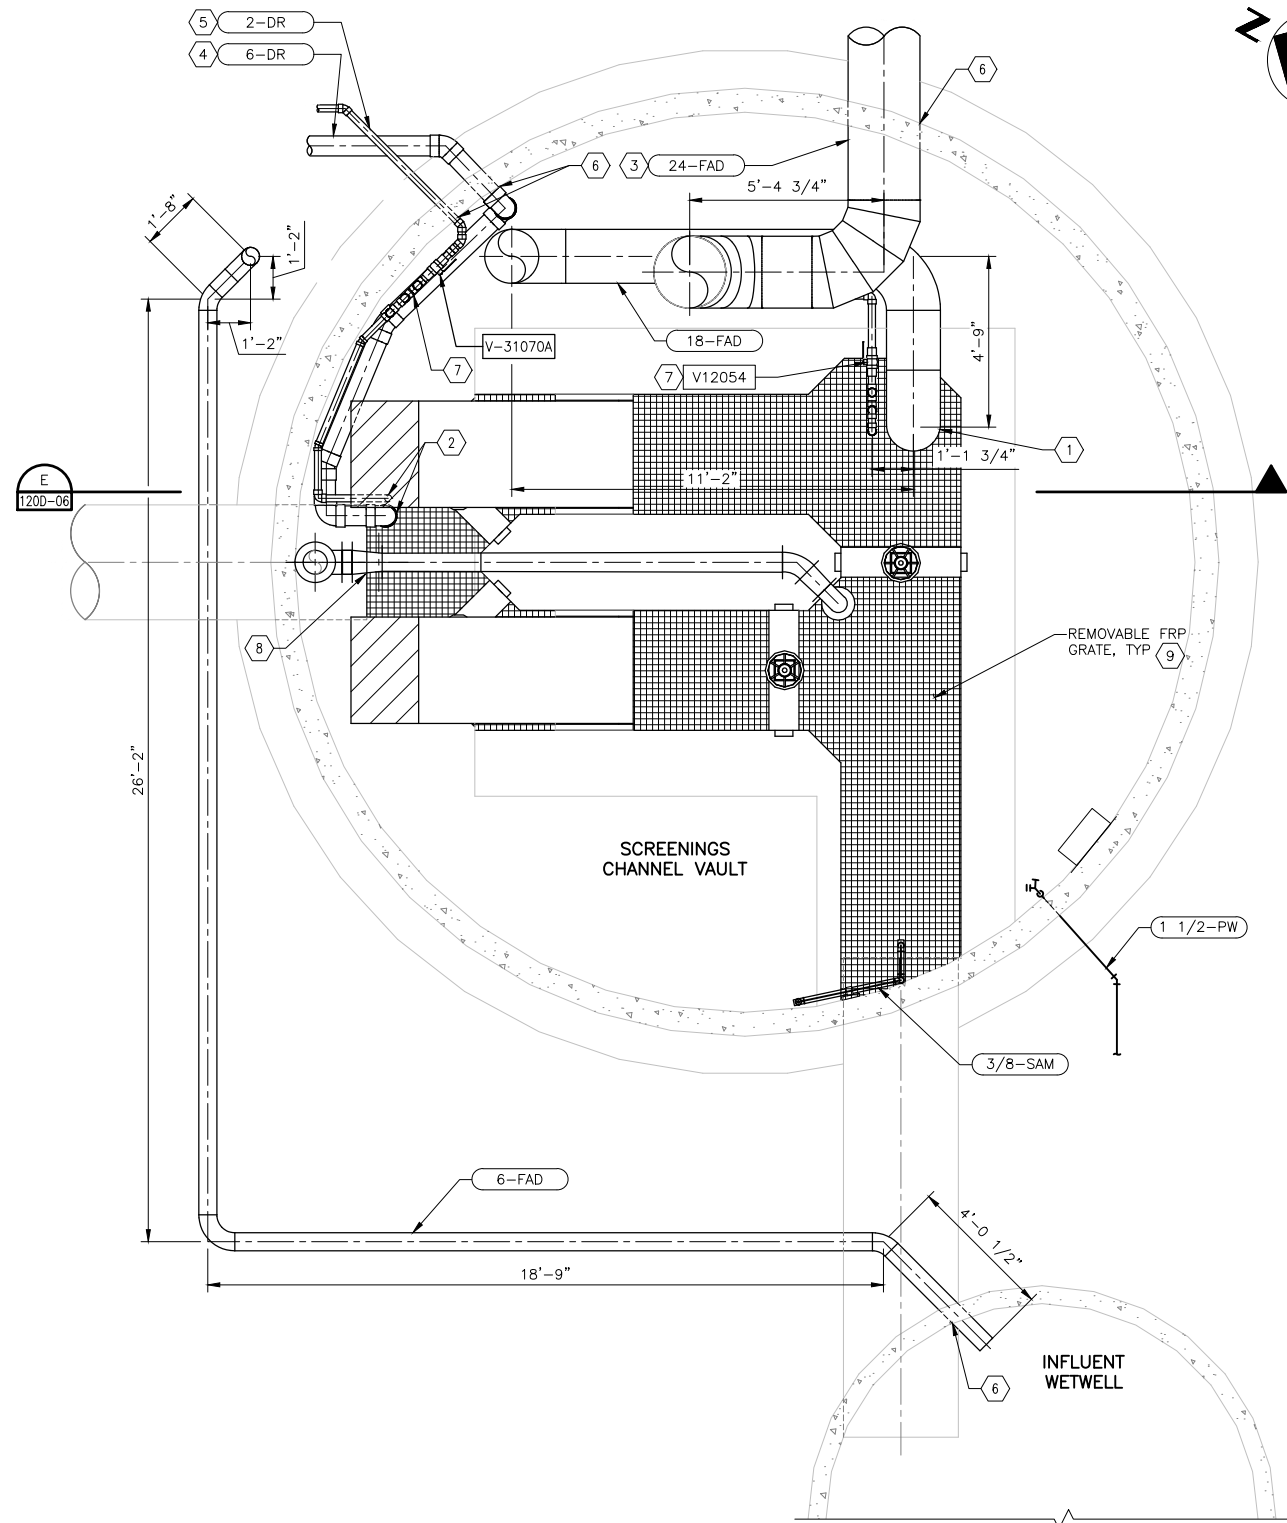 5 2-DR
4 6-DR
N
6
6 3 24-FAD
5'-4 3/4"
1'-8"
1'-2"
1'-2"
V-31070A
7
18-FAD
7 V12054
4'-9"
2
1'-1 3/4"
1
11'-2"
E
120D-06
8
REMOVABLE FRP
GRATE, TYP 9
26'-2"
SCREENINGS
CHANNEL VAULT
1 1/2-PW
3/8-SAM
6-FAD
4'-0 1/2"
18'-9"
INFLUENT
WETWELL
6